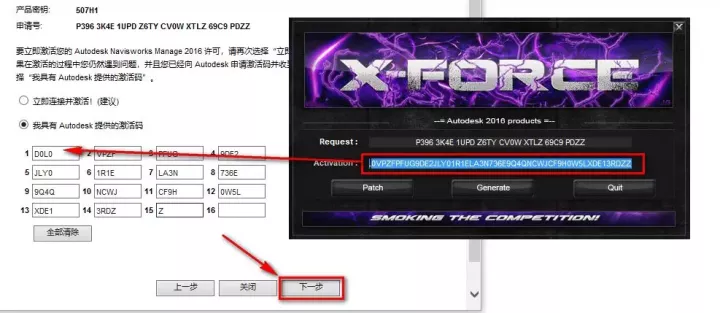 产品密钥: 507H1
申请号: P396 3K4E 1UPD Z6TY CV0W XTLZ 69C9 PDZZ
要立即激活您的 Autodesk Navisworks Manage 2016 许可，请再次选择“立即
果在激活的过程中您仍然遇到问题，并且您已经向 Autodesk 申请激活码并收
择“我具有 Autodesk 提供的激活码”。
立即连接并激活! (建议)
我具有 Autodesk 提供的激活码
1 D0L0 2 VPZF 3 PFUG 4 9DE2
5 JLY0 6 1R1E 7 LA3N 8 736E
9 9Q4Q 10 NCWJ 11 CF9H 12 0W5L
13 XDE1 14 3RDZ 15 Z 16
全部清除
上一步 关闭 下一步
X-FORCE
--= Autodesk 2016 products =--
Request : P396 3K4E 1UPD Z6TY CV0W XTLZ 69C9 PDZZ
Activation : 0VPZFPFUG9DE2JLY01R1ELA3N736E9Q4QNCWJCF9H0W5LXDE13RDZZ
Patch Generate Quit
SMOKING THE COMPETITION!